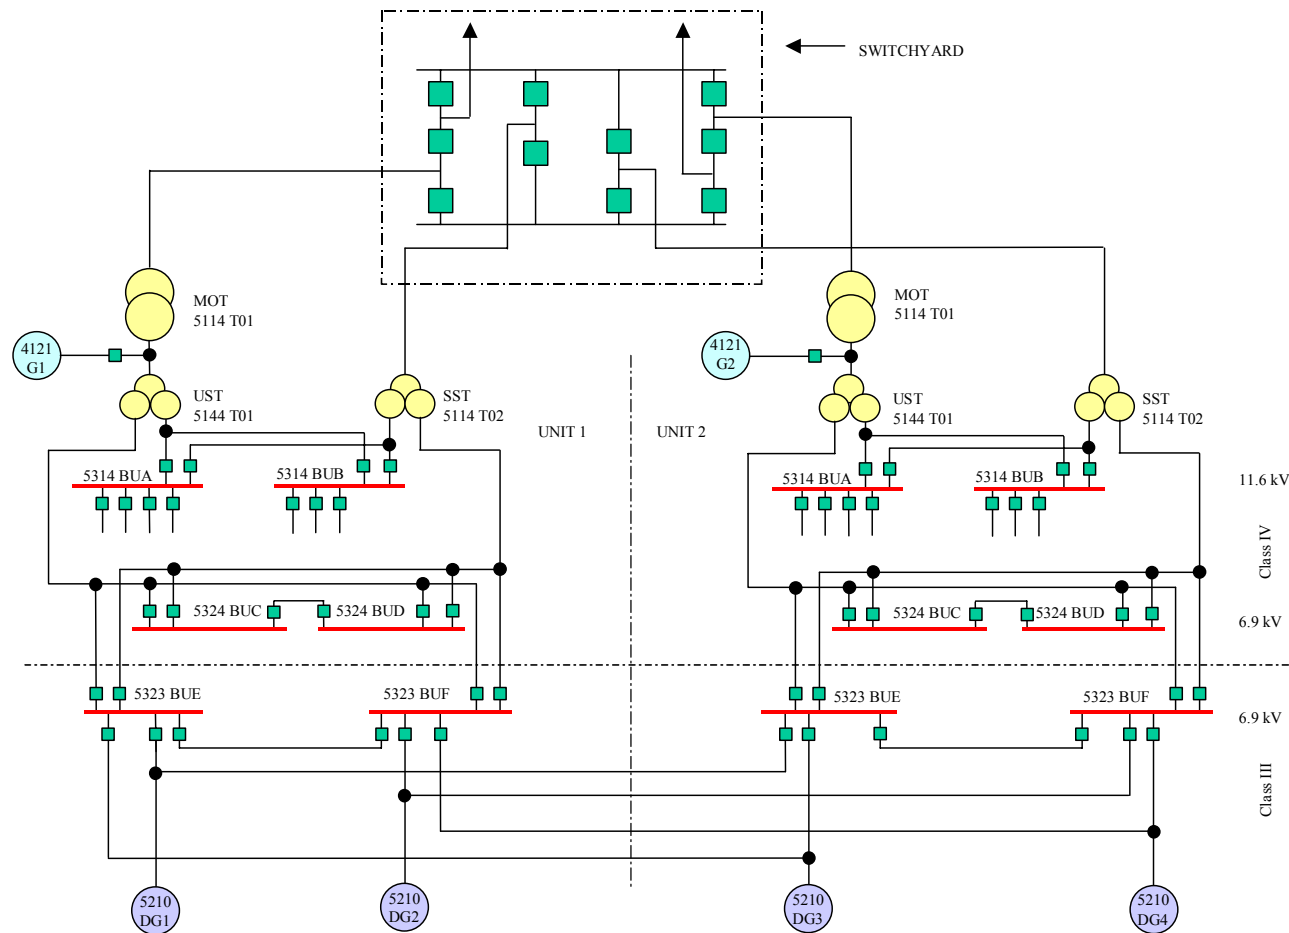 SWITCHYARD
MOT
5114 T01
MOT
5114 T01
4121
G1
4121
G2
UST
5144 T01
SST
5114 T02
UST
5144 T01
SST
5114 T02
UNIT 1
UNIT 2
5314 BUA
5314 BUB
5314 BUA
5314 BUB
11.6 kV
Class IV
5324 BUC
5324 BUD
5324 BUC
5324 BUD
6.9 kV
5323 BUE
5323 BUF
5323 BUE
5323 BUF
6.9 kV
Class III
5210
DG1
5210
DG2
5210
DG3
5210
DG4